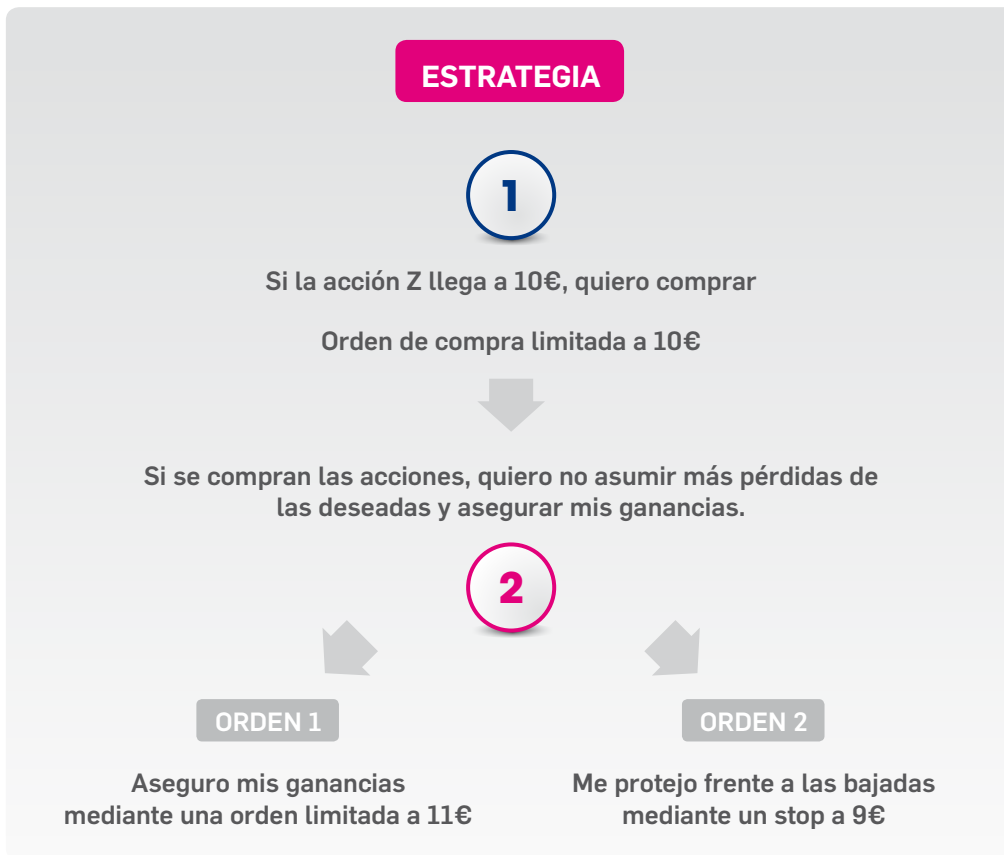 ESTRATEGIA
1
Si la acción Z llega a 10€, quiero comprar
Orden de compra limitada a 10€
Si se compran las acciones, quiero no asumir más pérdidas de
las deseadas y asegurar mis ganancias.
2
ORDEN 1
Aseguro mis ganancias
mediante una orden limitada a 11€
ORDEN 2
Me protejo frente a las bajadas
mediante un stop a 9€